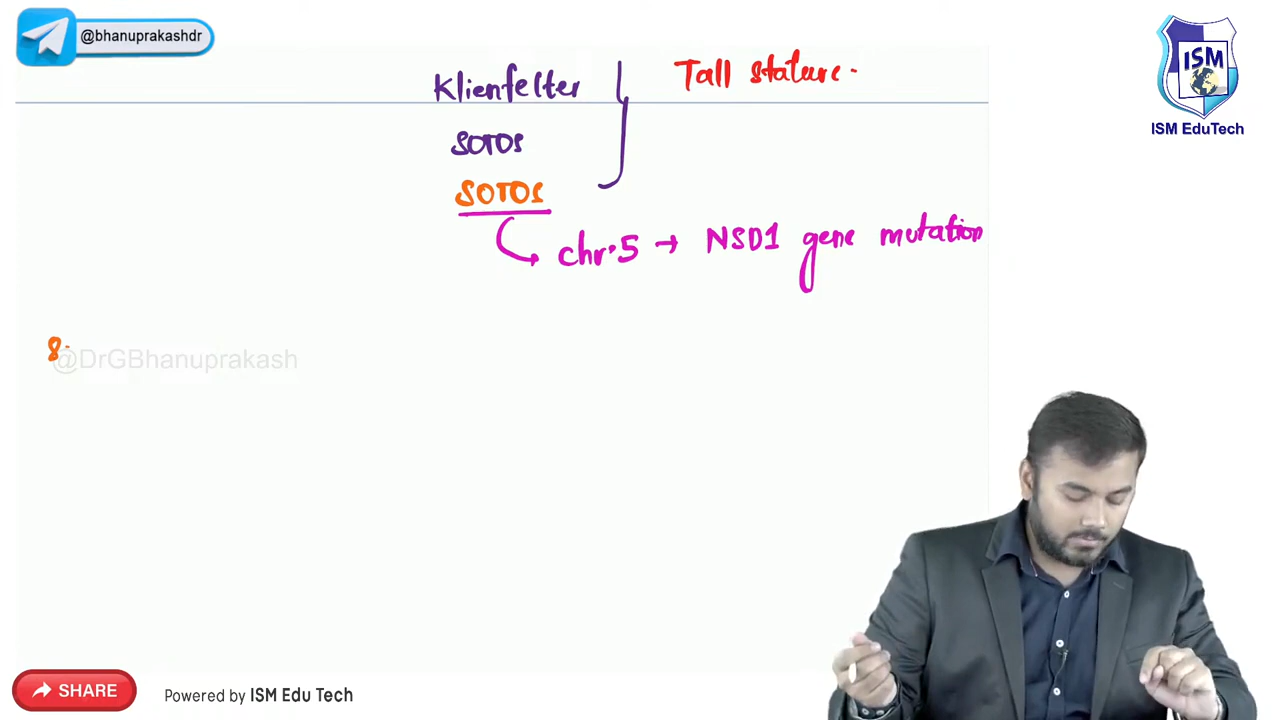 @bhanuprakashdr
ISM
ISM EduTech
Klienfelter
Tall stature.
SOTOS
SOTOS
chr.5 → NSD1 gene mutation
8.
@DrGBhanuprakash
SHARE
Powered by ISM Edu Tech